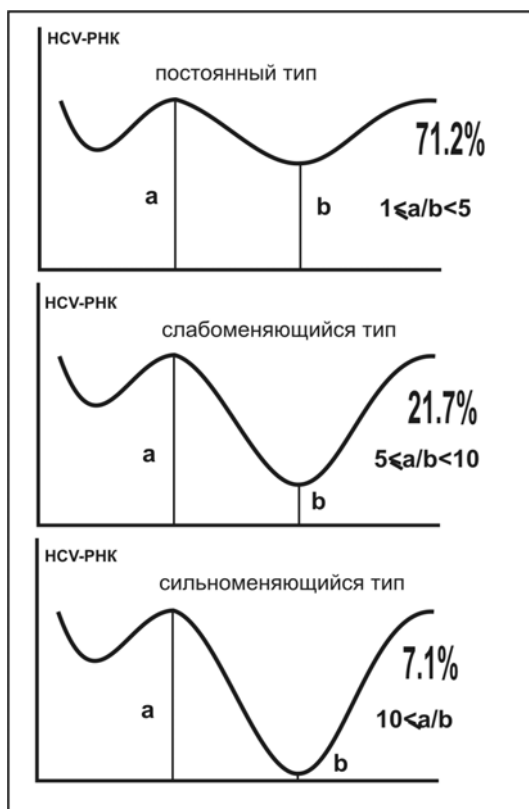 HCV-РНК
постоянный тип
71.2%
a
b
1⩽a/b<5
HCV-РНК
слабоменяющийся тип
21.7%
5⩽a/b<10
a
b
HCV-РНК
сильноменяющийся тип
7.1%
a
10⩽a/b
b